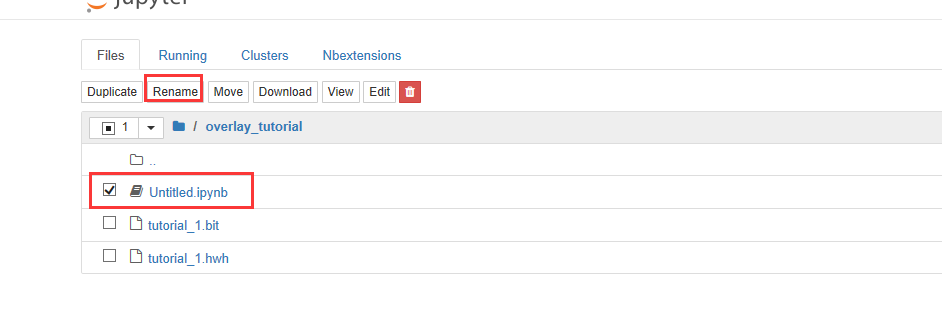 Jupyter
Files Running Clusters Nbextensions
Duplicate Rename Move Download View Edit
1 / overlay_tutorial
..
Untitled.ipynb
tutorial_1.bit
tutorial_1.hwh